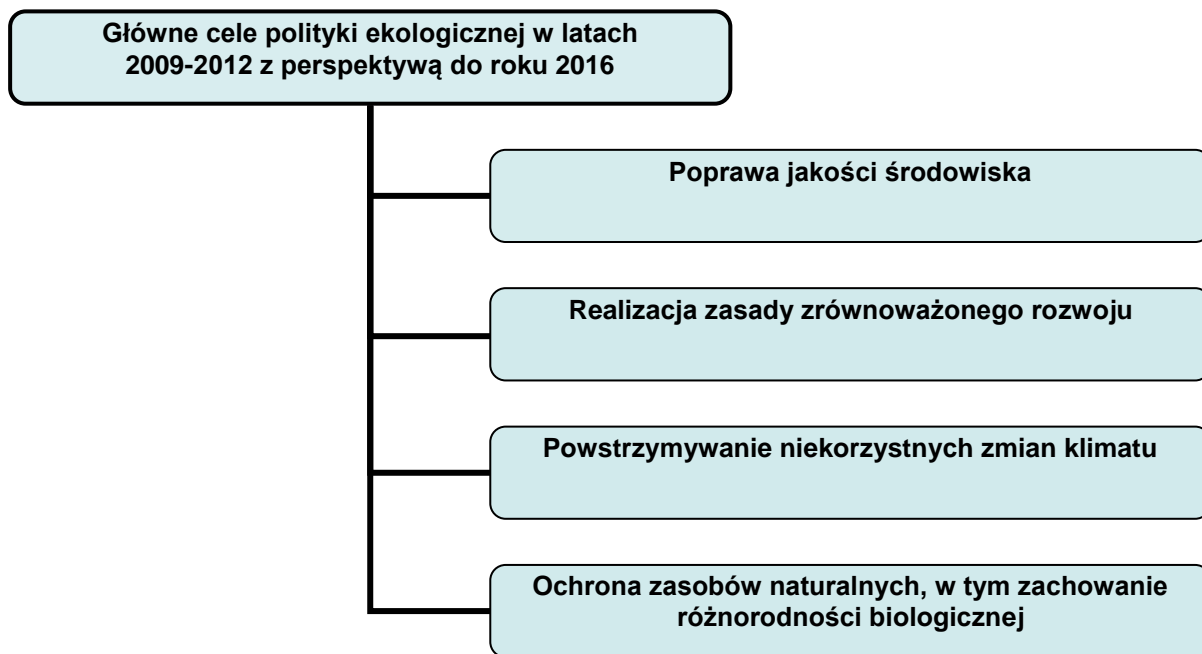 Główne cele polityki ekologicznej w latach
2009-2012 z perspektywą do roku 2016
Poprawa jakości środowiska
Realizacja zasady zrównoważonego rozwoju
Powstrzymywanie niekorzystnych zmian klimatu
Ochrona zasobów naturalnych, w tym zachowanie
różnorodności biologicznej